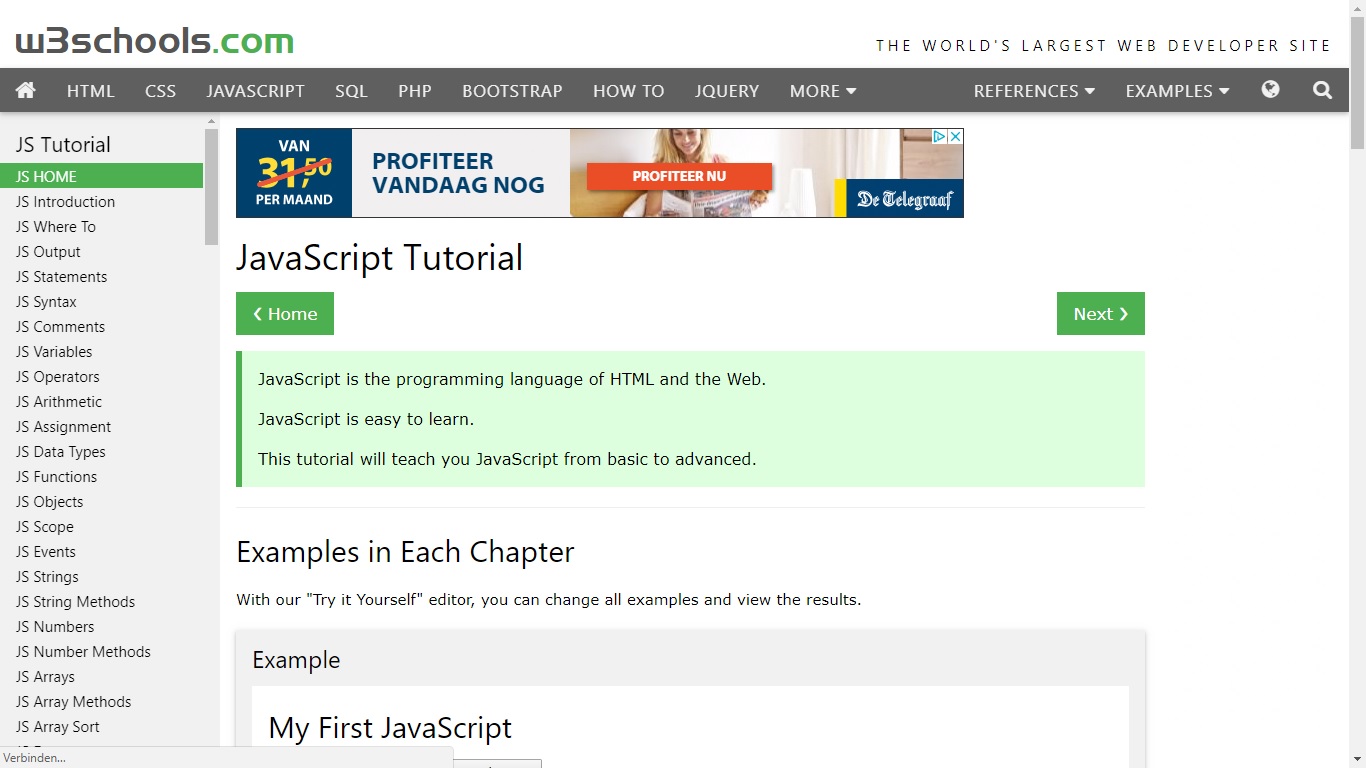 w3schools.com
THE WORLD'S LARGEST WEB DEVELOPER SITE
HTML CSS JAVASCRIPT SQL PHP BOOTSTRAP HOW TO JQUERY MORE REFERENCES EXAMPLES
JS Tutorial
JS HOME
JS Introduction
JS Where To
JS Output
JS Statements
JS Syntax
JS Comments
JS Variables
JS Operators
JS Arithmetic
JS Assignment
JS Data Types
JS Functions
JS Objects
JS Scope
JS Events
JS Strings
JS String Methods
JS Numbers
JS Number Methods
JS Arrays
JS Array Methods
JS Array Sort
Verbinden...
VAN
31,50
PER MAAND
PROFITEER
VANDAAG NOG
PROFITEER NU
De Telegraaf
JavaScript Tutorial
❮ Home
Next ❯
JavaScript is the programming language of HTML and the Web.
JavaScript is easy to learn.
This tutorial will teach you JavaScript from basic to advanced.
Examples in Each Chapter
With our "Try it Yourself" editor, you can change all examples and view the results.
Example
My First JavaScript